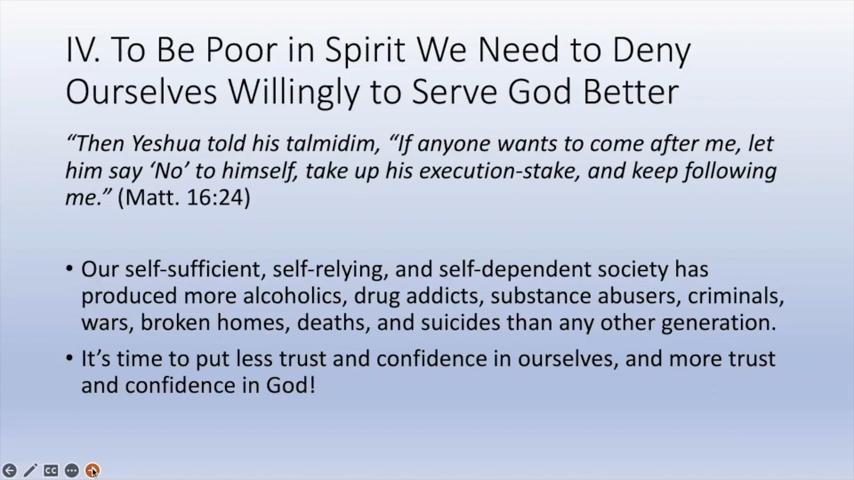 IV. To Be Poor in Spirit We Need to Deny
Ourselves Willingly to Serve God Better
“Then Yeshua told his talmidim, “If anyone wants to come after me, let
him say ‘No’ to himself, take up his execution-stake, and keep following
me.” (Matt. 16:24)
• Our self-sufficient, self-relying, and self-dependent society has
produced more alcoholics, drug addicts, substance abusers, criminals,
wars, broken homes, deaths, and suicides than any other generation.
• It’s time to put less trust and confidence in ourselves, and more trust
and confidence in God!
CC